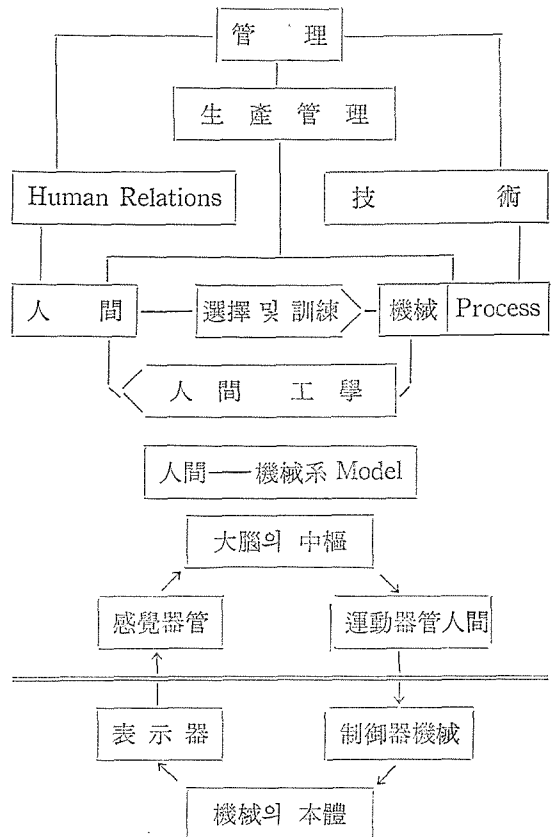 管 理
生 產 管 理
Human Relations 技 術
人 間 選擇 및 訓練 機械 Process
人 間 工 學
人間――機械系 Model
大腦의 中樞
感覺器管 運動器管人間
表 示 器 制御器機械
機械의 本體